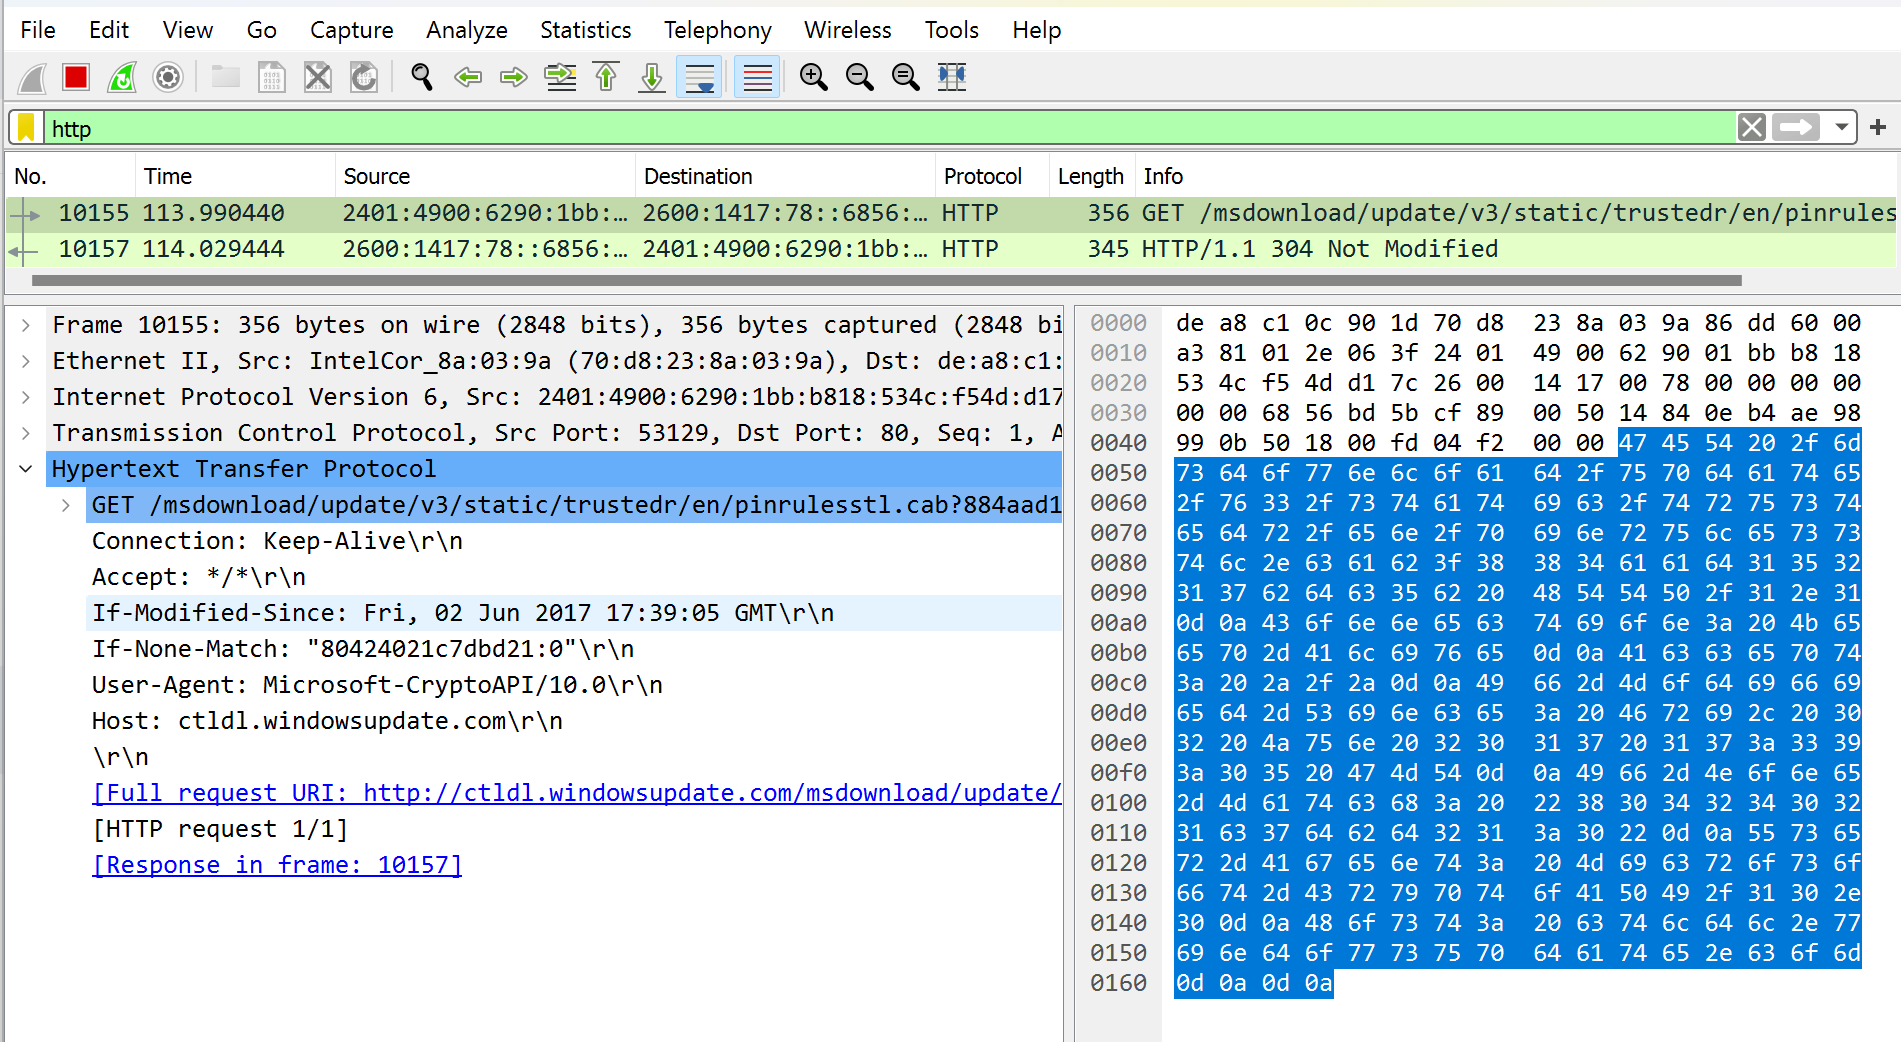 File Edit View Go Capture Analyze Statistics Telephony Wireless Tools Help
http
No. Time Source Destination Protocol Length Info
10155 113.990440 2401:4900:6290:1bb:… 2600:1417:78::6856:… HTTP 356 GET /msdownload/update/v3/static/trustedr/en/pinrules
10157 114.029444 2600:1417:78::6856:… 2401:4900:6290:1bb:… HTTP 345 HTTP/1.1 304 Not Modified
Frame 10155: 356 bytes on wire (2848 bits), 356 bytes captured (2848 bi
Ethernet II, Src: IntelCor_8a:03:9a (70:d8:23:8a:03:9a), Dst: de:a8:c1:
Internet Protocol Version 6, Src: 2401:4900:6290:1bb:b818:534c:f54d:d17
Transmission Control Protocol, Src Port: 53129, Dst Port: 80, Seq: 1, A
Hypertext Transfer Protocol
GET /msdownload/update/v3/static/trustedr/en/pinrulesstl.cab?884aad1
Connection: Keep-Alive\r\n
Accept: */*\r\n
If-Modified-Since: Fri, 02 Jun 2017 17:39:05 GMT\r\n
If-None-Match: "80424021c7dbd21:0"\r\n
User-Agent: Microsoft-CryptoAPI/10.0\r\n
Host: ctldl.windowsupdate.com\r\n
\r\n
[Full request URI: http://ctldl.windowsupdate.com/msdownload/update/
[HTTP request 1/1]
[Response in frame: 10157]
0000 de a8 c1 0c 90 1d 70 d8 23 8a 03 9a 86 dd 60 00
0010 a3 81 01 2e 06 3f 24 01 49 00 62 90 01 bb b8 18
0020 53 4c f5 4d d1 7c 26 00 14 17 00 78 00 00 00 00
0030 00 00 68 56 bd 5b cf 89 00 50 14 84 0e b4 ae 98
0040 99 0b 50 18 00 fd 04 f2 00 00 47 45 54 20 2f 6d
0050 73 64 6f 77 6e 6c 6f 61 64 2f 75 70 64 61 74 65
0060 2f 76 33 2f 73 74 61 74 69 63 2f 74 72 75 73 74
0070 65 64 72 2f 65 6e 2f 70 69 6e 72 75 6c 65 73 73
0080 74 6c 2e 63 61 62 3f 38 38 34 61 61 64 31 35 32
0090 31 37 62 64 63 35 62 20 48 54 54 50 2f 31 2e 31
00a0 0d 0a 43 6f 6e 6e 65 63 74 69 6f 6e 3a 20 4b 65
00b0 65 70 2d 41 6c 69 76 65 0d 0a 41 63 63 65 70 74
00c0 3a 20 2a 2f 2a 0d 0a 49 66 2d 4d 6f 64 69 66 69
00d0 65 64 2d 53 69 6e 63 65 3a 20 46 72 69 2c 20 30
00e0 32 20 4a 75 6e 20 32 30 31 37 20 31 37 3a 33 39
00f0 3a 30 35 20 47 4d 54 0d 0a 49 66 2d 4e 6f 6e 65
0100 2d 4d 61 74 63 68 3a 20 22 38 30 34 32 34 30 32
0110 31 63 37 64 62 64 32 31 3a 30 22 0d 0a 55 73 65
0120 72 2d 41 67 65 6e 74 3a 20 4d 69 63 72 6f 73 6f
0130 66 74 2d 43 72 79 70 74 6f 41 50 49 2f 31 30 2e
0140 30 0d 0a 48 6f 73 74 3a 20 63 74 6c 64 6c 2e 77
0150 69 6e 64 6f 77 73 75 70 64 61 74 65 2e 63 6f 6d
0160 0d 0a 0d 0a